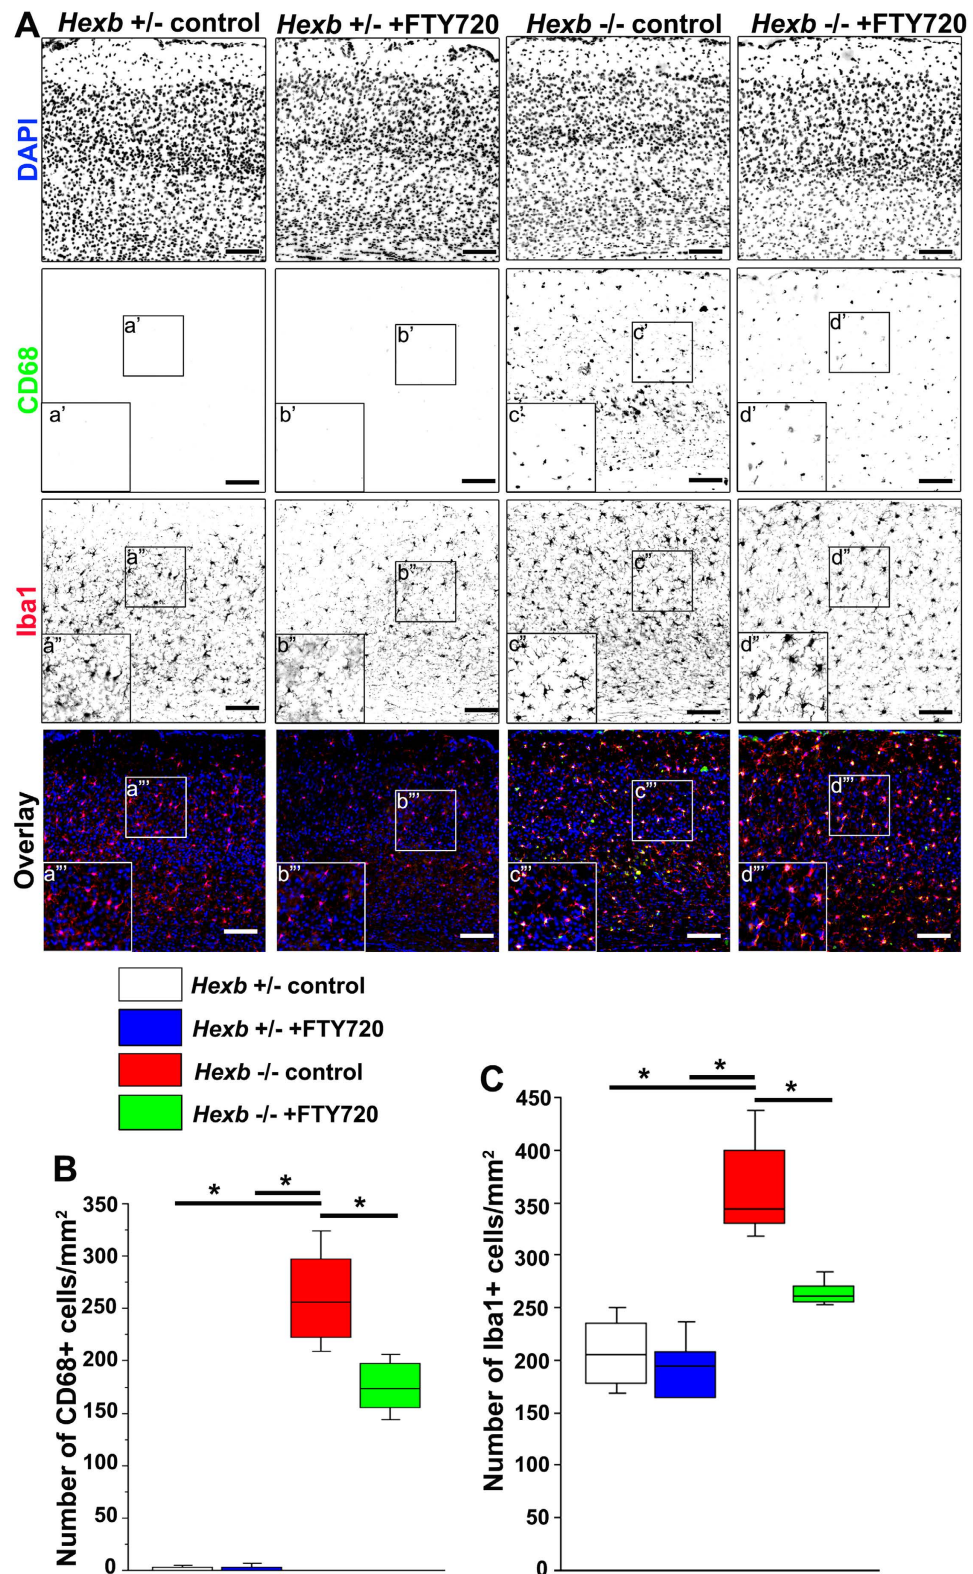 A
Hexb +/- control
Hexb +/- +FTY720
Hexb -/- control
Hexb -/- +FTY720
DAPI
CD68
a'
a'
b'
b'
c'
c'
d'
d'
Iba1
a"
a"
b"
b"
c"
c"
d"
d"
Overlay
a"'
a"'
b"'
b"'
c"'
c"'
d"'
d"'
Hexb +/- control
Hexb +/- +FTY720
Hexb -/- control
Hexb -/- +FTY720
B
Number of CD68+ cells/mm²
350
300
250
200
150
100
50
0
*
*
*
C
Number of Iba1+ cells/mm²
450
400
350
300
250
200
150
100
50
0
*
*
*